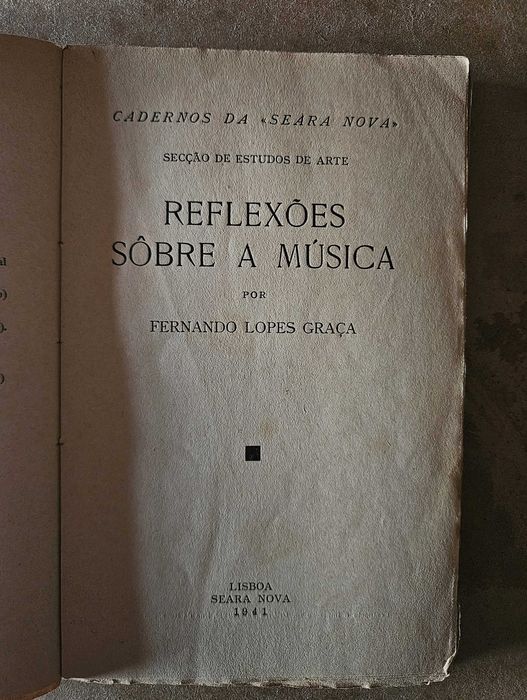 CADERNOS DA «SEARA NOVA»
SECÇÃO DE ESTUDOS DE ARTE
REFLEXÕES
SÔBRE A MÚSICA
POR
FERNANDO LOPES GRAÇA
LISBOA
SEARA NOVA
1941